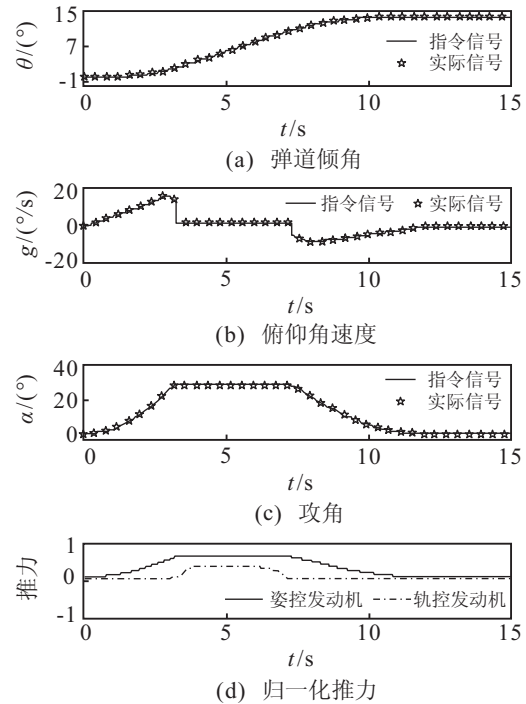 15
7
-1
θ/(°)
指令信号
实际信号
0 5 10 15
t/s
(a) 弹道倾角
20
0
-20
g/(°/s)
指令信号 实际信号
0 5 10 15
t/s
(b) 俯仰角速度
40
20
0
α/(°)
指令信号
实际信号
0 5 10 15
t/s
(c) 攻角
1
0
-1
推力
姿控发动机 轨控发动机
0 5 10 15
t/s
(d) 归一化推力